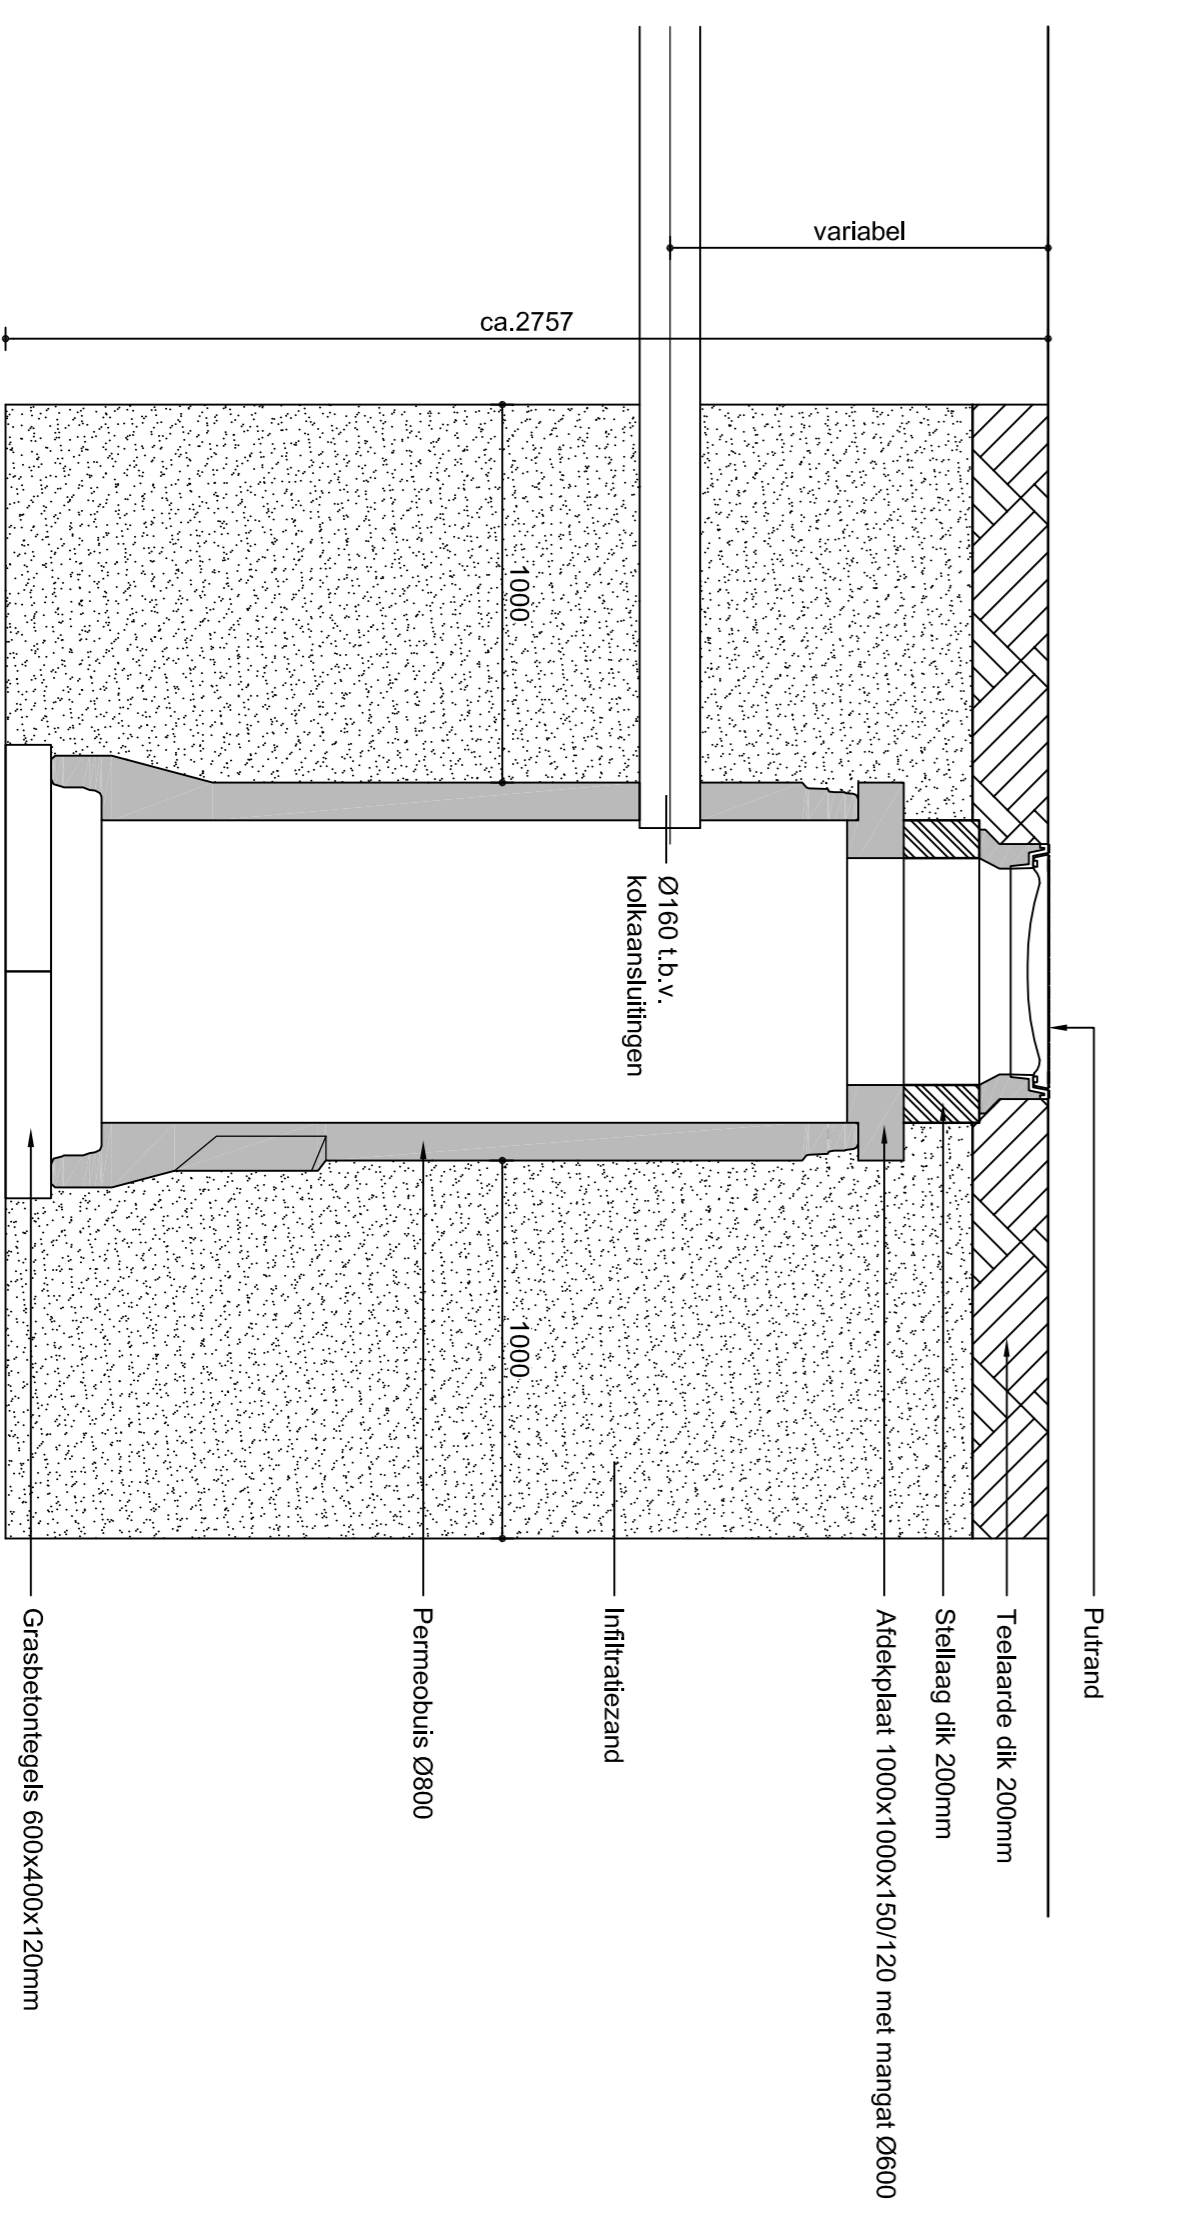 Putrand
Teelaarde dik 200mm
Stellaag dik 200mm
Afdekplaat 1000x1000x150/120 met mangat Ø600
Infiltratiezand
Permeobuis Ø800
Grasbetontegels 600x400x120mm
Ø160 t.b.v.
kolkaansluitingen
1000
1000
variabel
ca.2757